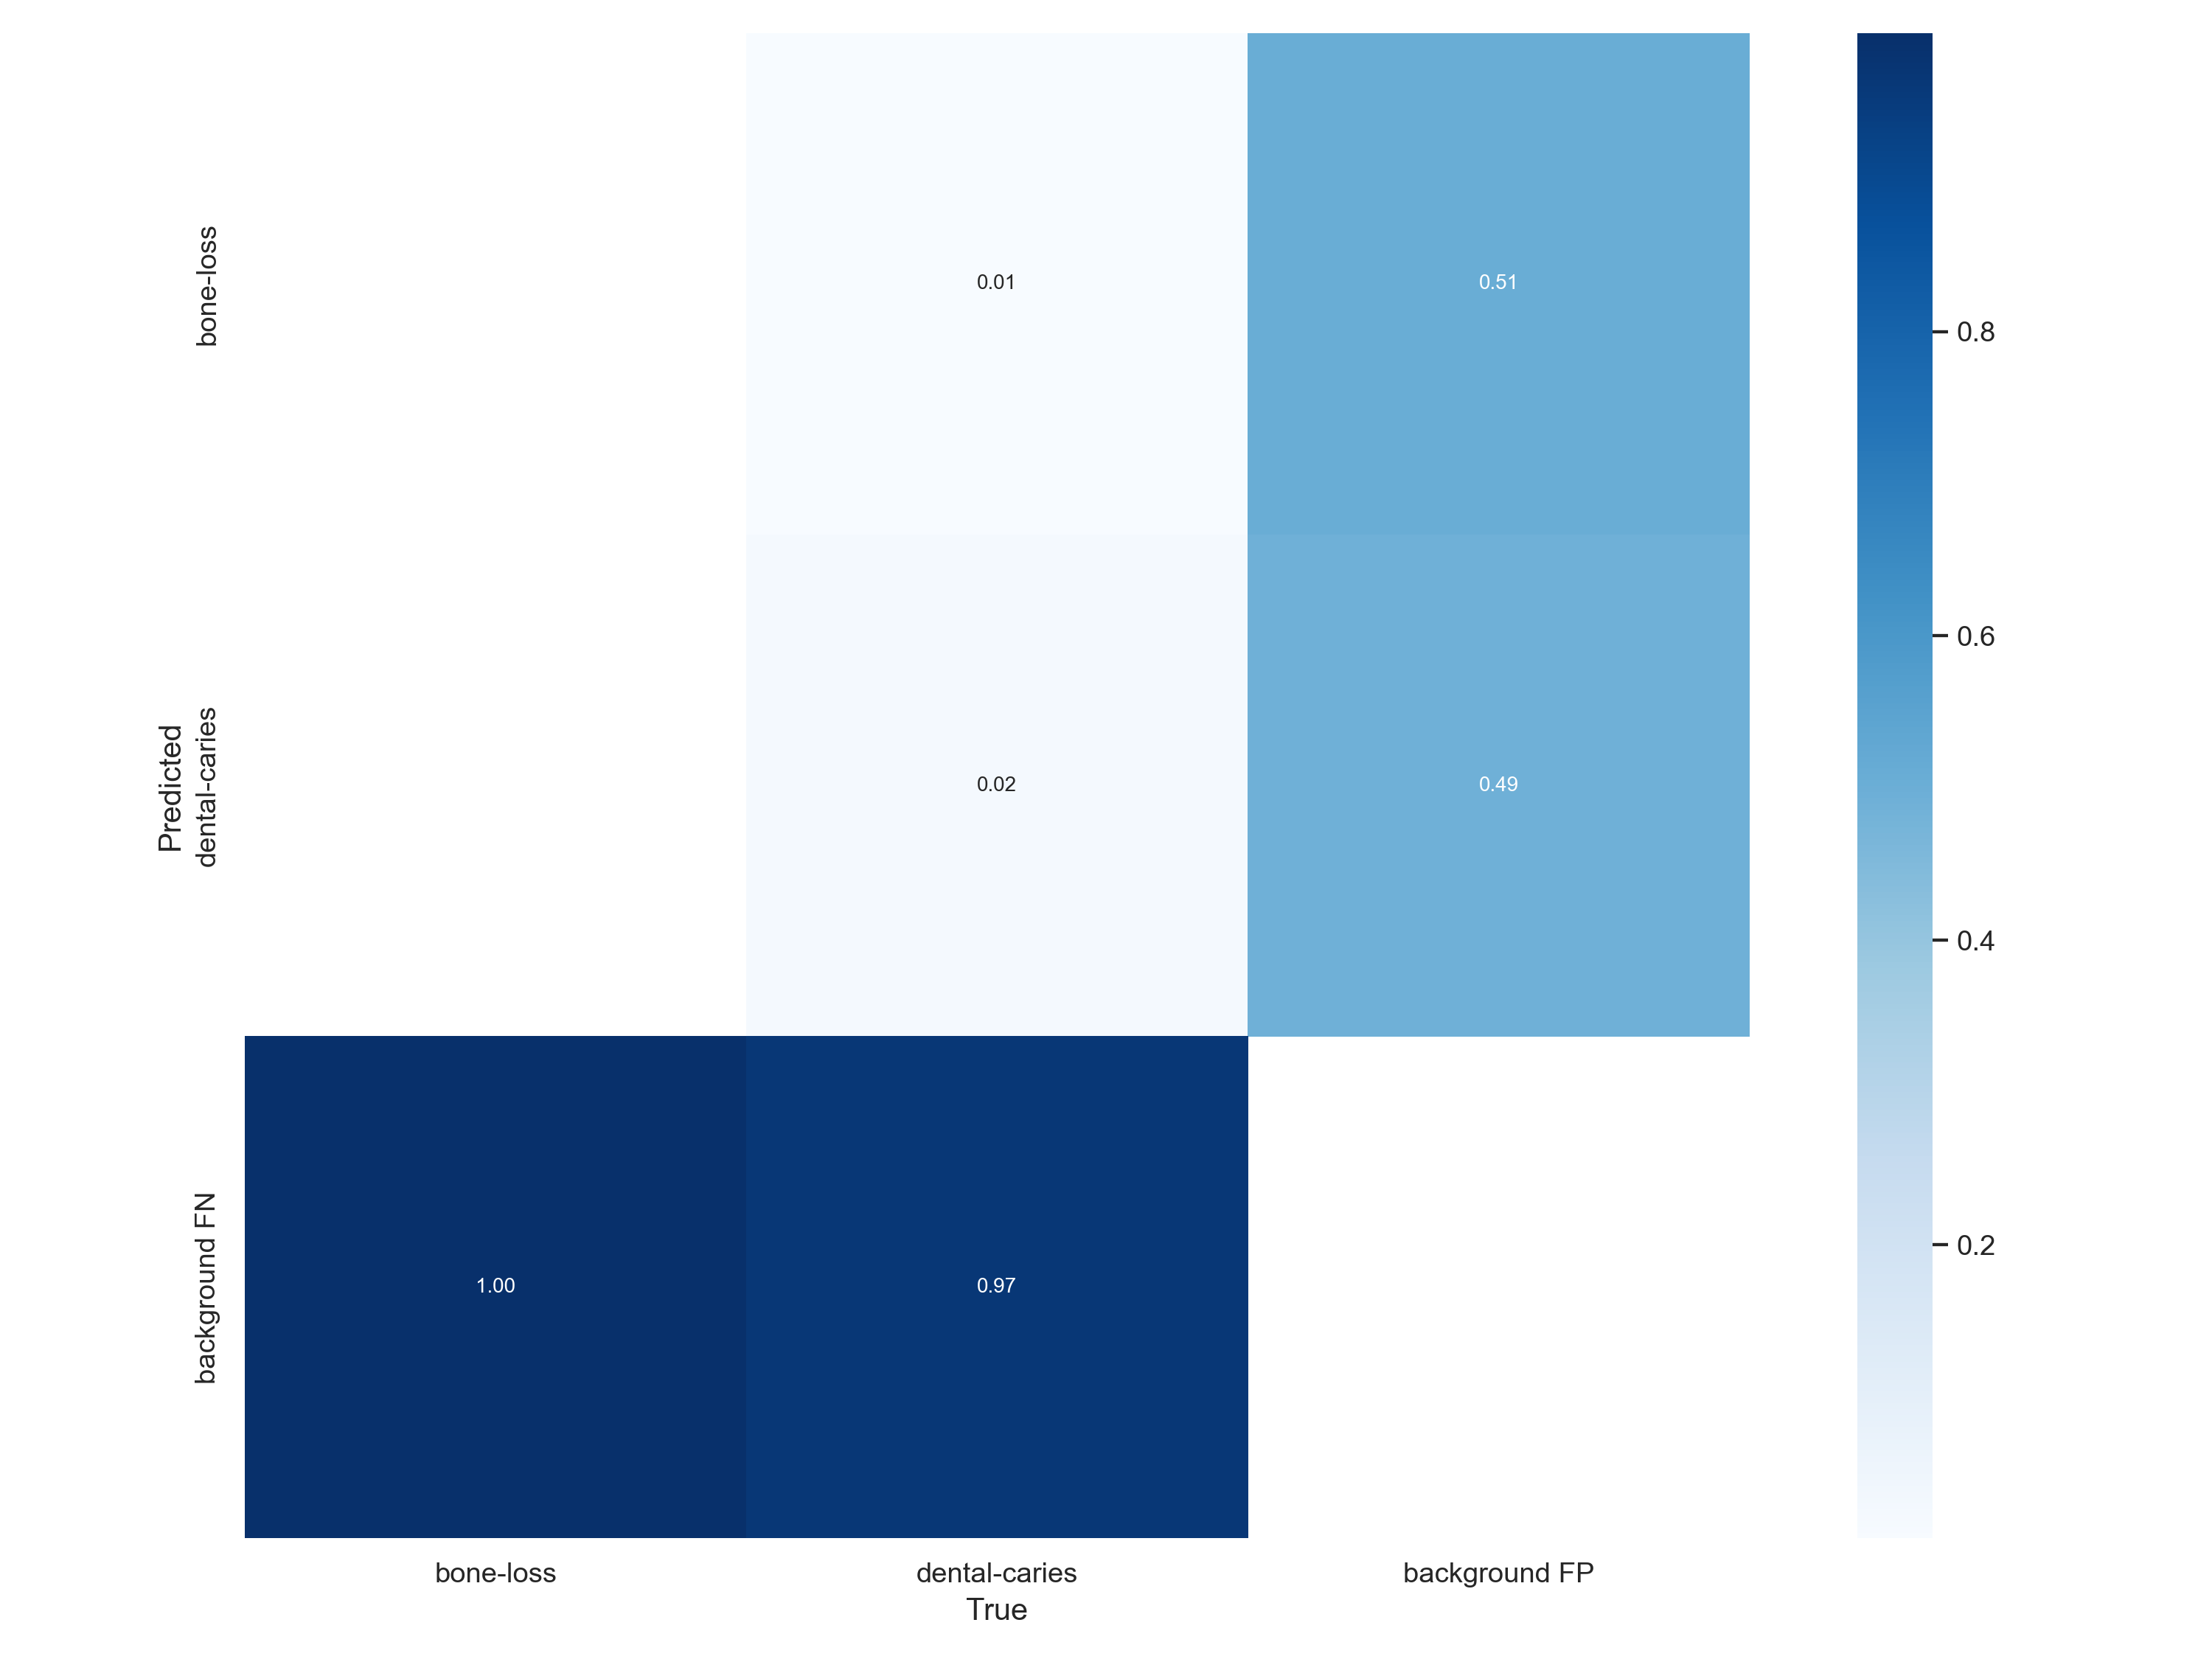 Predicted
bone-loss
dental-caries
background FN
0.01
0.51
0.02
0.49
1.00
0.97
bone-loss
dental-caries
background FP
True
0.8
0.6
0.4
0.2